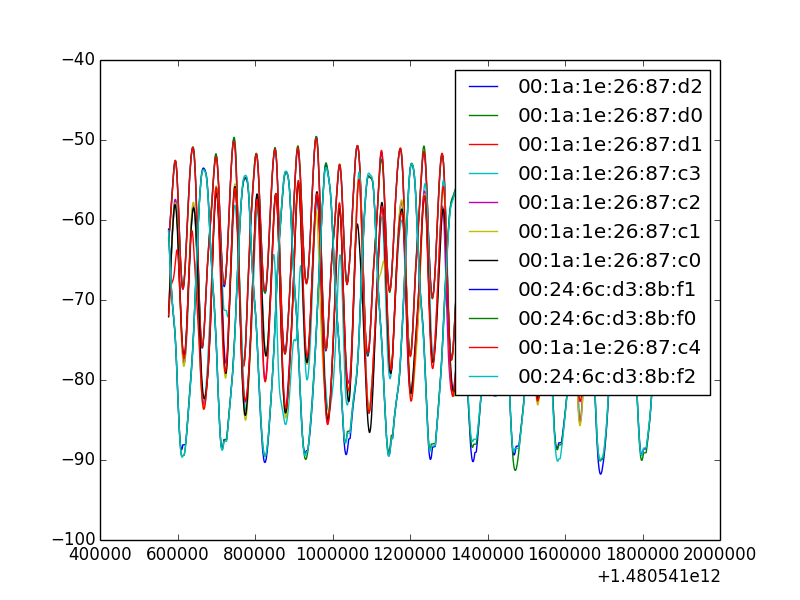 −40
−50
−60
−70
−80
−90
−100
00:1a:1e:26:87:d2
00:1a:1e:26:87:d0
00:1a:1e:26:87:d1
00:1a:1e:26:87:c3
00:1a:1e:26:87:c2
00:1a:1e:26:87:c1
00:1a:1e:26:87:c0
00:24:6c:d3:8b:f1
00:24:6c:d3:8b:f0
00:1a:1e:26:87:c4
00:24:6c:d3:8b:f2
400000 600000 800000 1000000 1200000 1400000 1600000 1800000 2000000
+1.480541e12